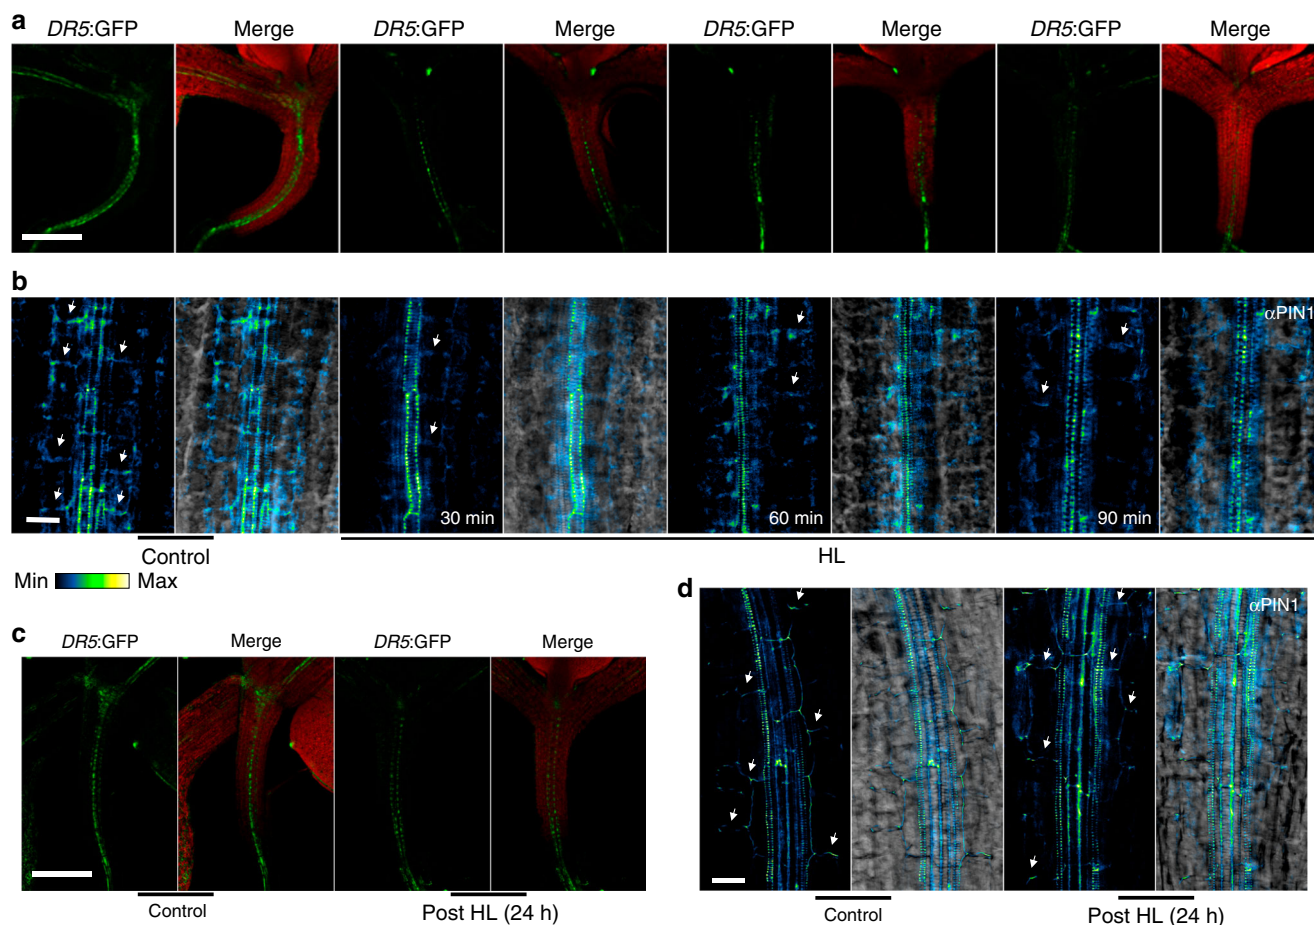 a
DR5:GFP Merge DR5:GFP Merge DR5:GFP Merge DR5:GFP Merge
b
αPIN1
30 min 60 min 90 min
Control HL
Min Max
c
DR5:GFP Merge DR5:GFP Merge
Control Post HL (24 h)
d
αPIN1
Control Post HL (24 h)